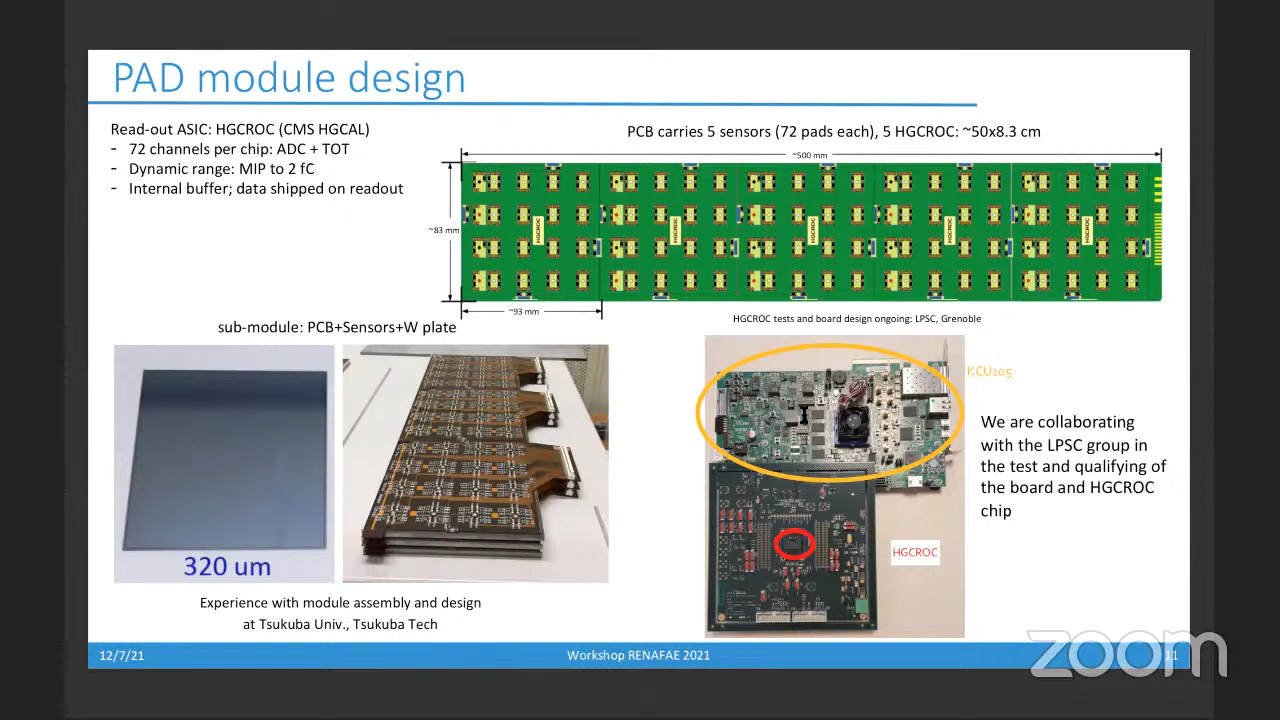 PAD module design
Read-out ASIC: HGCROC (CMS HGCAL)
- 72 channels per chip: ADC + TOT
- Dynamic range: MIP to 2 fC
- Internal buffer; data shipped on readout
PCB carries 5 sensors (72 pads each), 5 HGCROC: ~50x8.3 cm
~500 mm
~83 mm
HGCROC
HGCROC
HGCROC
HGCROC
HGCROC
~93 mm
HGCROC tests and board design ongoing: LPSC, Grenoble
sub-module: PCB+Sensors+W plate
320 um
Experience with module assembly and design
at Tsukuba Univ., Tsukuba Tech
KCU105
HGCROC
We are collaborating
with the LPSC group in
the test and qualifying of
the board and HGCROC
chip
12/7/21
Workshop RENAFAE 2021
11
zoom